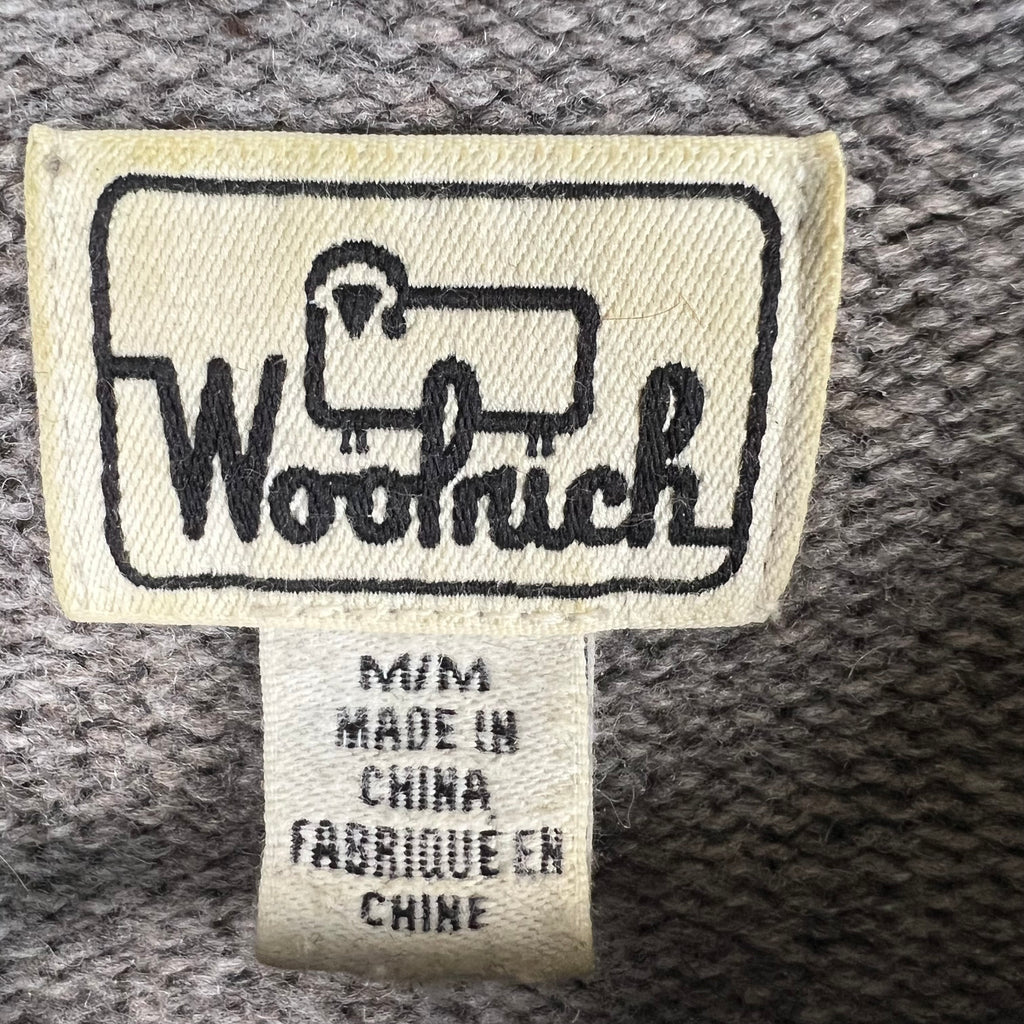 Woolrich
M/M
MADE IN
CHINA
FABRIQUE EN
CHINE